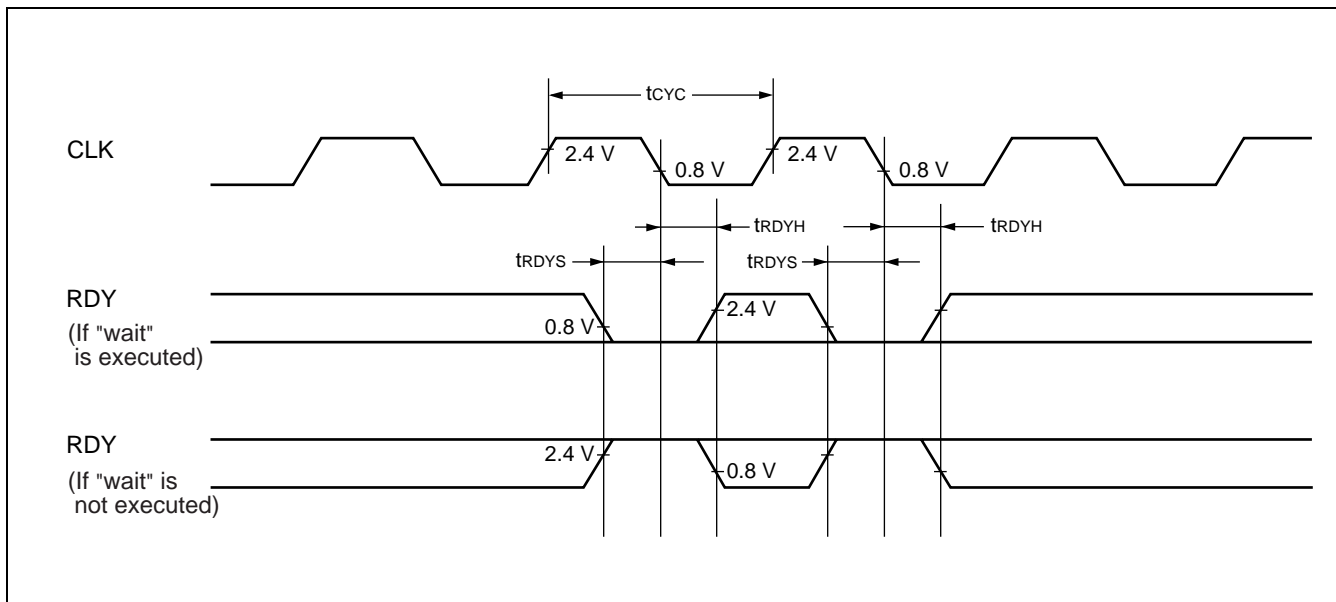 tCYC
CLK
2.4 V
0.8 V
2.4 V
0.8 V
tRDYH
tRDYH
tRDYS
tRDYS
RDY
(If "wait"
is executed)
0.8 V
2.4 V
RDY
(If "wait" is
not executed)
2.4 V
0.8 V